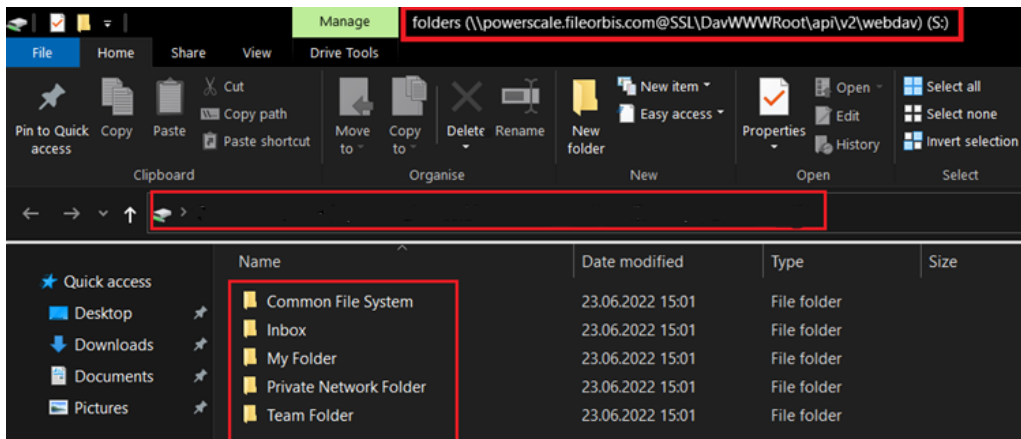 Manage
folders (\\powerscale.fileorbis.com@SSL\DavWWWRoot\api\v2\webdav) (S:)
File Home Share View Drive Tools
Pin to Quick access
Copy
Paste
Cut
Copy path
Paste shortcut
Move to
Copy to
Delete
Rename
New folder
New item
Easy access
Properties
Open
Edit
History
Select all
Select none
Invert selection
Clipboard Organise New Open Select
Name Date modified Type Size
Quick access
Desktop
Downloads
Documents
Pictures
Common File System 23.06.2022 15:01 File folder
Inbox 23.06.2022 15:01 File folder
My Folder 23.06.2022 15:01 File folder
Private Network Folder 23.06.2022 15:01 File folder
Team Folder 23.06.2022 15:01 File folder